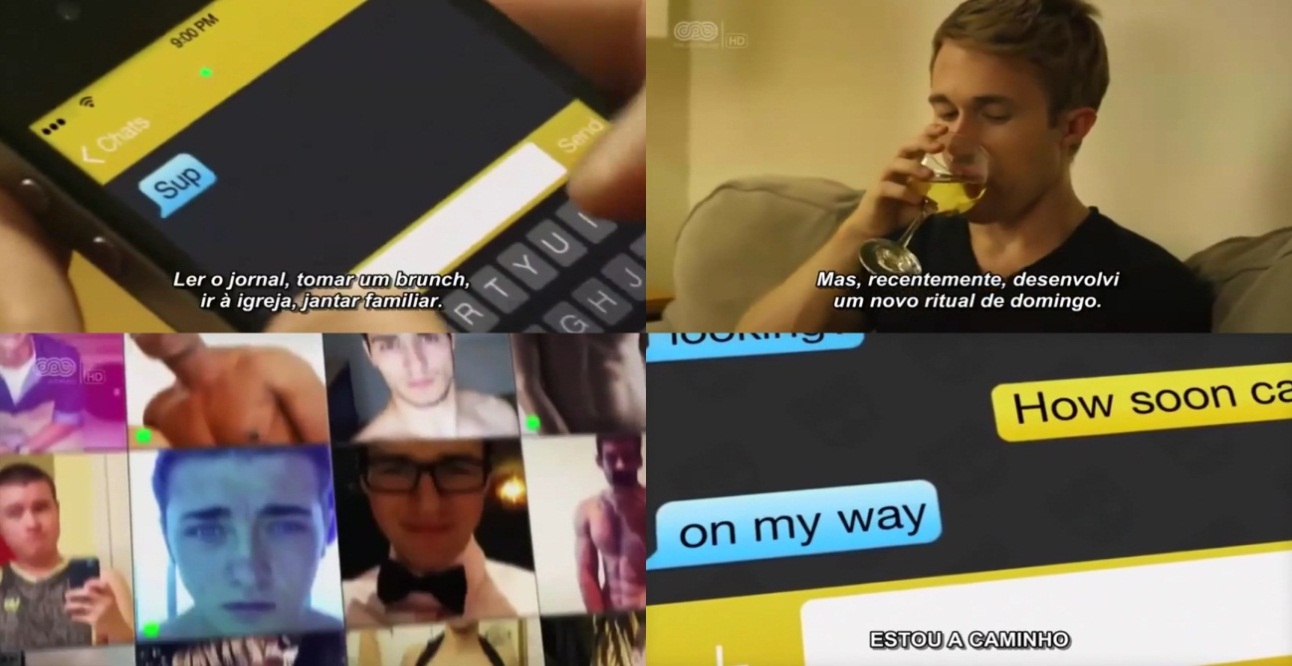 9:00 PM
Chats
Send
Sup
R T Y U I
G H J
Ler o jornal, tomar um brunch,
ir à igreja, jantar familiar.
HD
Mas, recentemente, desenvolvi
um novo ritual de domingo.
HD
looking?
How soon ca
on my way
ESTOU A CAMINHO